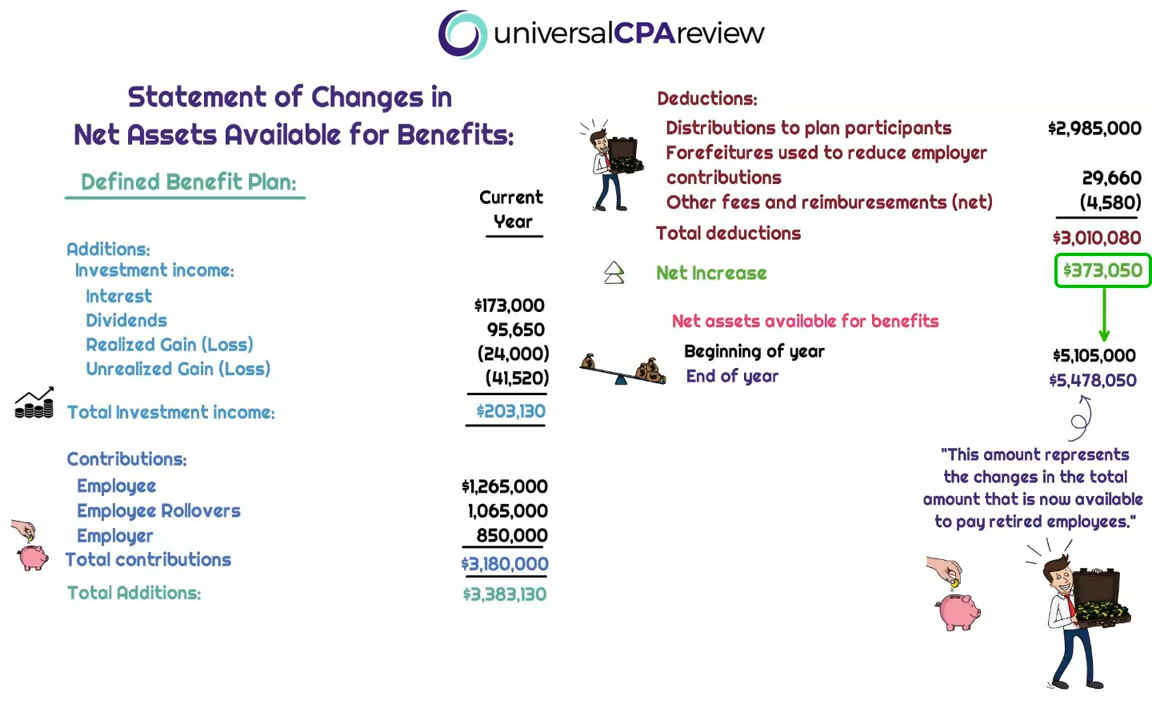 universalCPAreview
Statement of Changes in
Net Assets Available for Benefits:
Defined Benefit Plan:
Current
Year
Additions:
Investment income:
Interest $173,000
Dividends 95,650
Realized Gain (Loss) (24,000)
Unrealized Gain (Loss) (41,520)
Total Investment income: $203,130
Contributions:
Employee $1,265,000
Employee Rollovers 1,065,000
Employer 850,000
Total contributions $3,180,000
Total Additions: $3,383,130
Deductions:
Distributions to plan participants $2,985,000
Forefeitures used to reduce employer
contributions 29,660
Other fees and reimburesements (net) (4,580)
Total deductions $3,010,080
Net Increase $373,050
Net assets available for benefits
Beginning of year $5,105,000
End of year $5,478,050
"This amount represents
the changes in the total
amount that is now available
to pay retired employees."